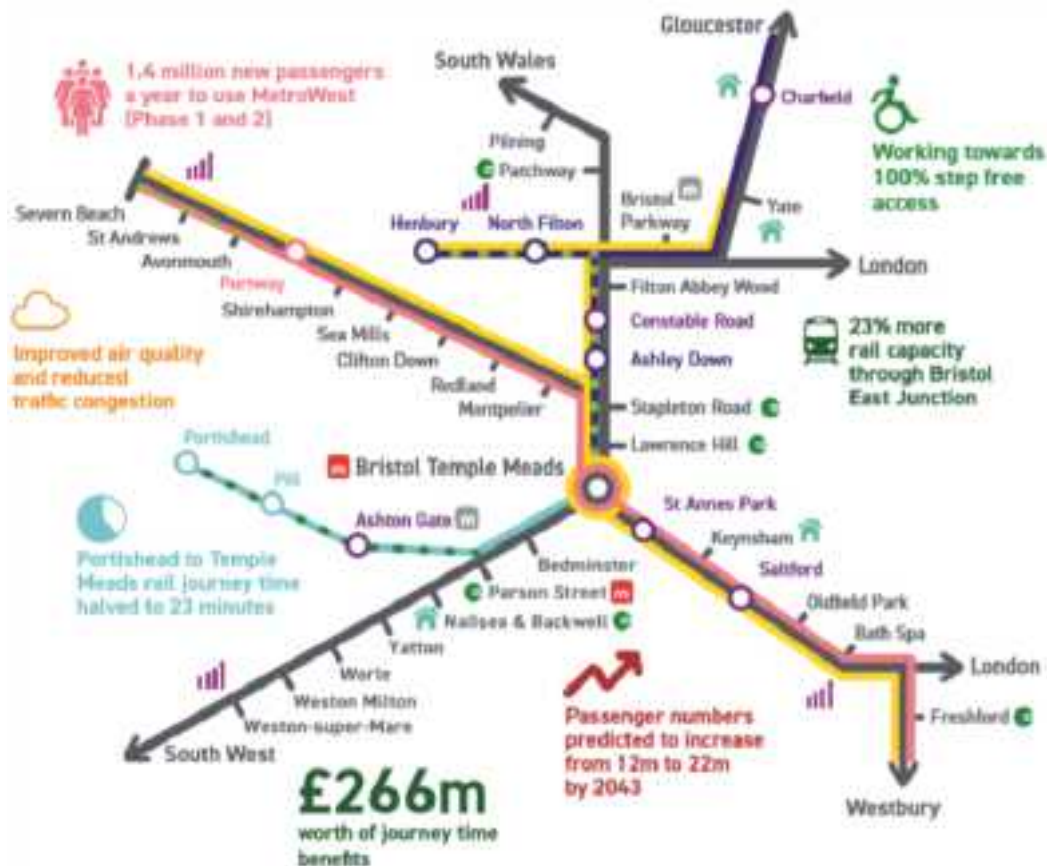 1.4 million new passengers
a year to use MetroWest
(Phase 1 and 2)
South Wales
Gloucester
Charfield
Pilning
Patchway
Working towards
100% step free
access
Severn Beach
St Andrews
Avonmouth
Portway
Shirehampton
Sea Mills
Clifton Down
Redland
Montpelier
Henbury
North Filton
Bristol
Parkway
Yate
London
Filton Abbey Wood
Constable Road
Ashley Down
Stapleton Road
Lawrence Hill
23% more
rail capacity
through Bristol
East Junction
Improved air quality
and reduced
traffic congestion
Portishead
Pill
Ashton Gate
m
m Bristol Temple Meads
m
Portishead to Temple
Meads rail journey time
halved to 23 minutes
St Annes Park
Keynsham
Saltford
Oldfield Park
Bath Spa
London
Freshford
Westbury
Bedminster
Parson Street m
Nailsea & Backwell
Yatton
Worle
Weston Milton
Weston-super-Mare
South West
Passenger numbers
predicted to increase
from 12m to 22m
by 2043
£266m
worth of journey time
benefits